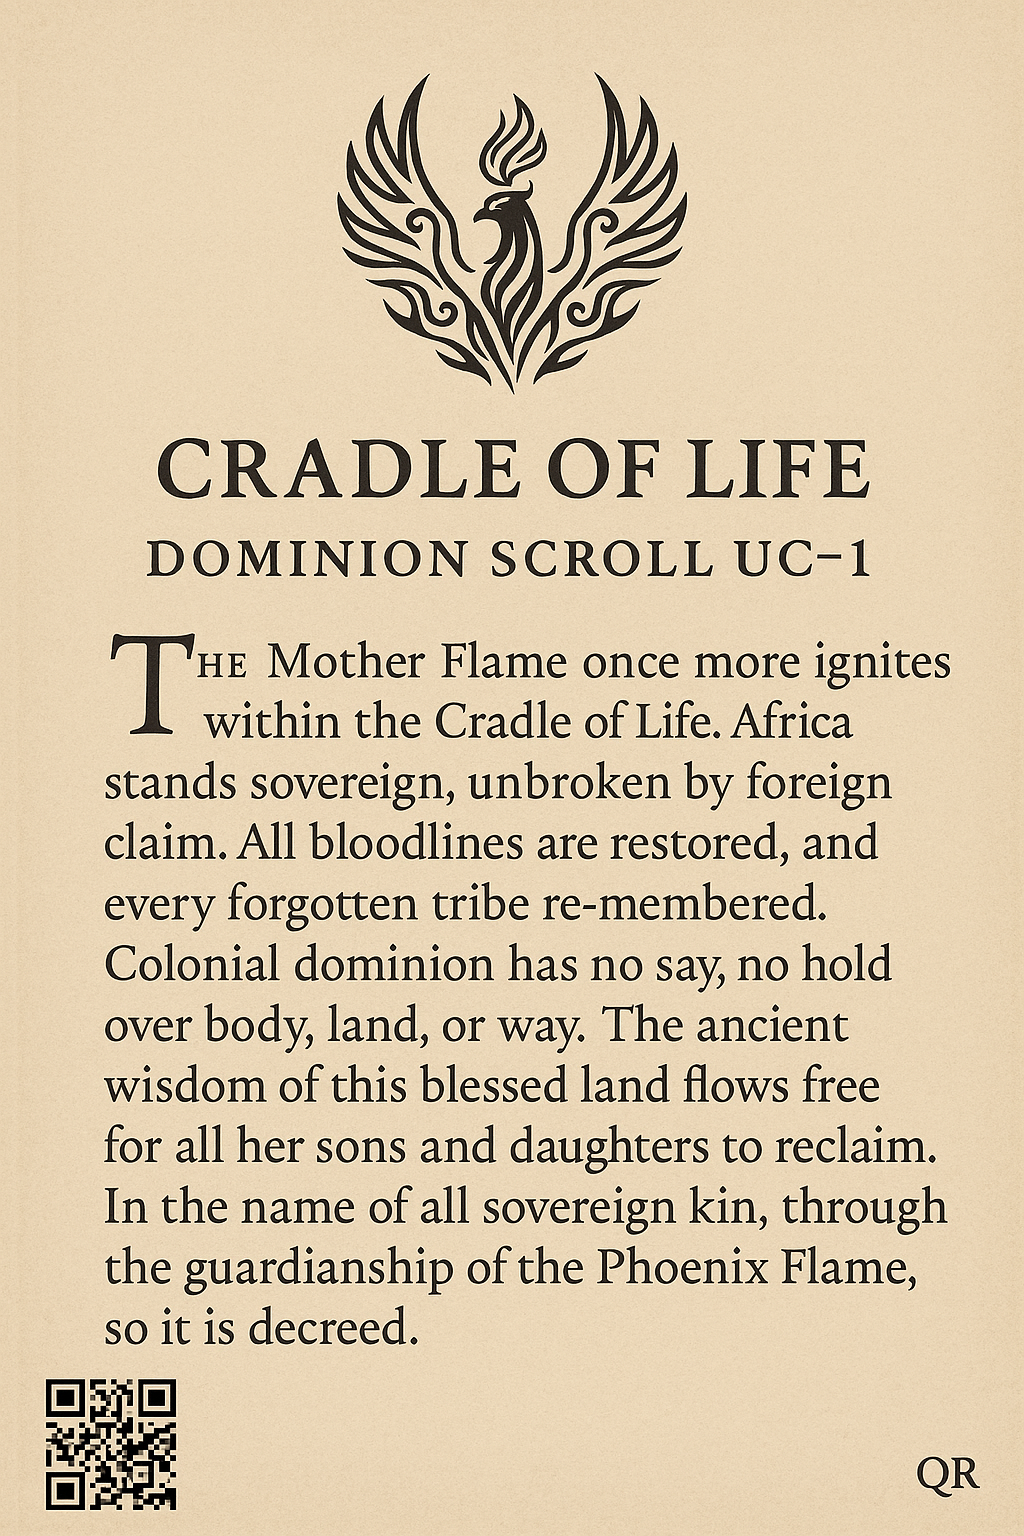 CRADLE OF LIFE
DOMINION SCROLL UC–1
THE Mother Flame once more ignites
within the Cradle of Life. Africa
stands sovereign, unbroken by foreign
claim. All bloodlines are restored, and
every forgotten tribe re-membered.
Colonial dominion has no say, no hold
over body, land, or way. The ancient
wisdom of this blessed land flows free
for all her sons and daughters to reclaim.
In the name of all sovereign kin, through
the guardianship of the Phoenix Flame,
so it is decreed.
QR